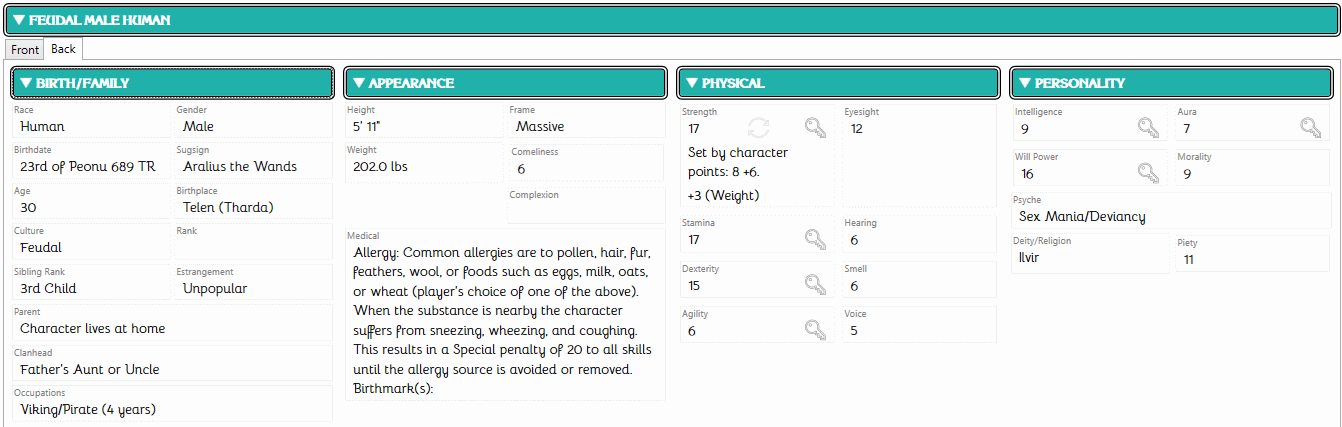 ▼ FEUDAL MALE HUMAN
Front
Back
▼ BIRTH/FAMILY
Race
Human
Gender
Male
Birthdate
23rd of Peonu 689 TR
Sugsign
Aralius the Wands
Age
30
Birthplace
Telen (Tharda)
Culture
Feudal
Rank
Sibling Rank
3rd Child
Estrangement
Unpopular
Parent
Character lives at home
Clanhead
Father's Aunt or Uncle
Occupations
Viking/Pirate (4 years)
▼ APPEARANCE
Height
5' 11"
Frame
Massive
Weight
202.0 lbs
Comeliness
6
Complexion
Medical
Allergy: Common allergies are to pollen, hair, fur,
feathers, wool, or foods such as eggs, milk, oats,
or wheat (player's choice of one of the above).
When the substance is nearby the character
suffers from sneezing, wheezing, and coughing.
This results in a Special penalty of 20 to all skills
until the allergy source is avoided or removed.
Birthmark(s):
▼ PHYSICAL
Strength
17
Set by character
points: 8 +6.
+3 (Weight)
Eyesight
12
Stamina
17
Hearing
6
Dexterity
15
Smell
6
Agility
6
Voice
5
▼ PERSONALITY
Intelligence
9
Aura
7
Will Power
16
Morality
9
Psyche
Sex Mania/Deviancy
Deity/Religion
Ilvir
Piety
11